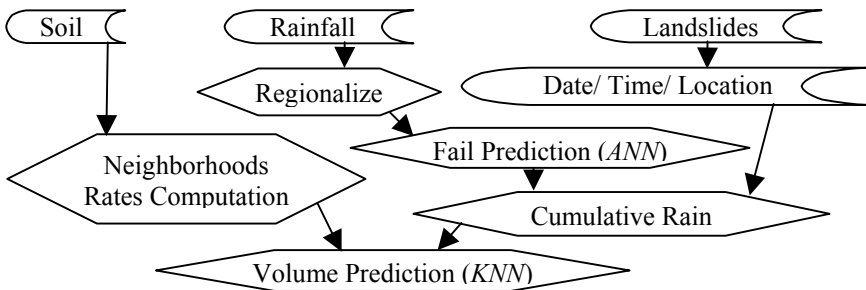 Soil
Rainfall
Landslides
Regionalize
Date/ Time/ Location
Neighborhoods
Rates Computation
Fail Prediction (ANN)
Cumulative Rain
Volume Prediction (KNN)